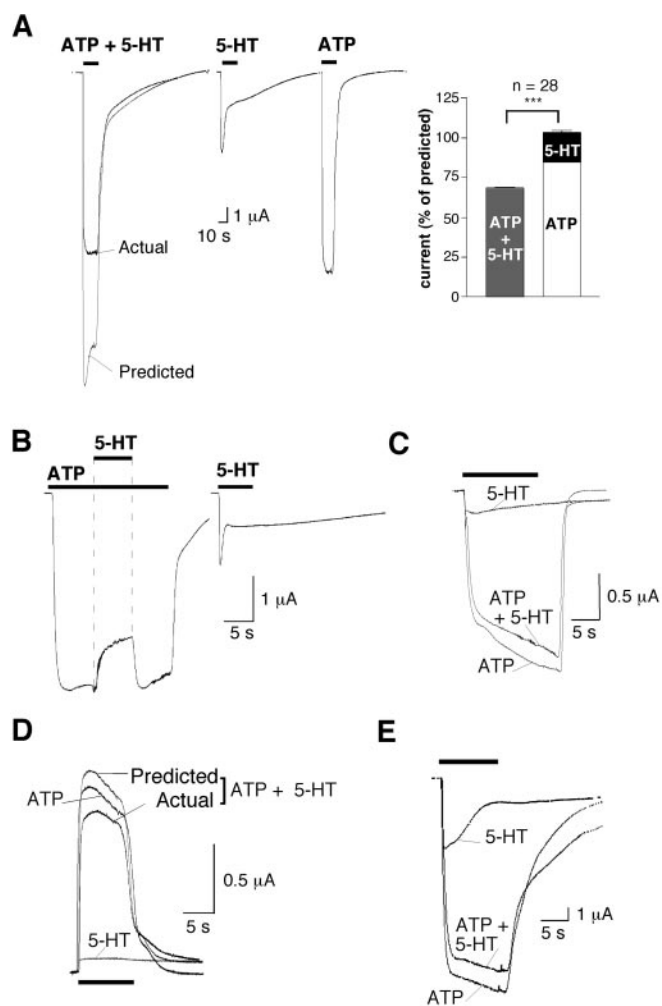 A
ATP + 5-HT
5-HT
ATP
1 µA
10 s
Actual
Predicted
n = 28
***
current (% of predicted)
125
100
75
50
25
0
ATP
+
5-HT
5-HT
ATP
B
5-HT
ATP
5-HT
1 µA
5 s
C
5-HT
ATP
+ 5-HT
ATP
0.5 µA
5 s
D
Predicted
ATP
Actual
ATP + 5-HT
0.5 µA
5 s
5-HT
E
5-HT
ATP +
5-HT
ATP
1 µA
5 s